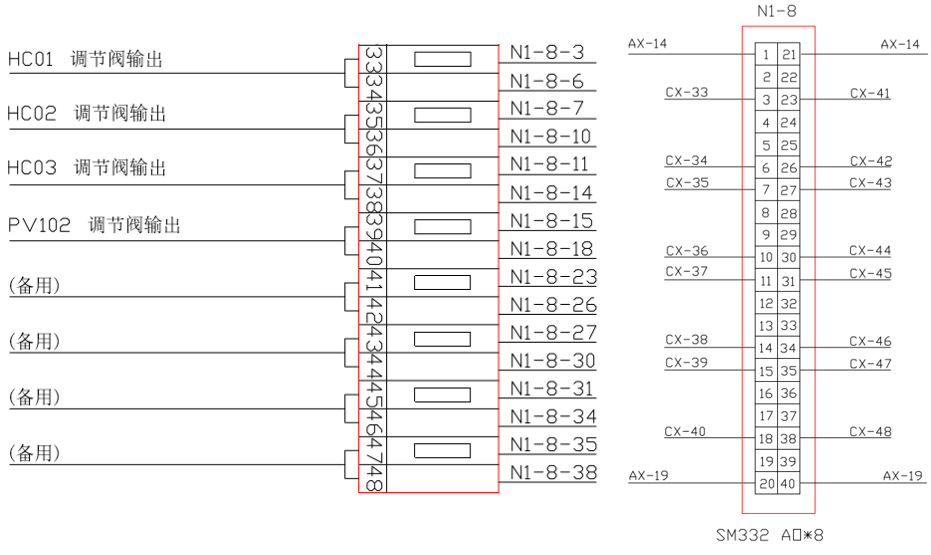 HC01 调节阀输出
HC02 调节阀输出
HC03 调节阀输出
PV102 调节阀输出
(备用)
(备用)
(备用)
(备用)
33
34
35
36
37
38
39
40
41
42
43
44
45
46
47
48
N1-8-3
N1-8-6
N1-8-7
N1-8-10
N1-8-11
N1-8-14
N1-8-15
N1-8-18
N1-8-23
N1-8-26
N1-8-27
N1-8-30
N1-8-31
N1-8-34
N1-8-35
N1-8-38
N1-8
AX-14 1 21 AX-14
2 22
CX-33 3 23 CX-41
4 24
5 25
CX-34 6 26 CX-42
CX-35 7 27 CX-43
8 28
9 29
CX-36 10 30 CX-44
CX-37 11 31 CX-45
12 32
13 33
CX-38 14 34 CX-46
CX-39 15 35 CX-47
16 36
17 37
CX-40 18 38 CX-48
19 39
AX-19 20 40 AX-19
SM332 AO*8